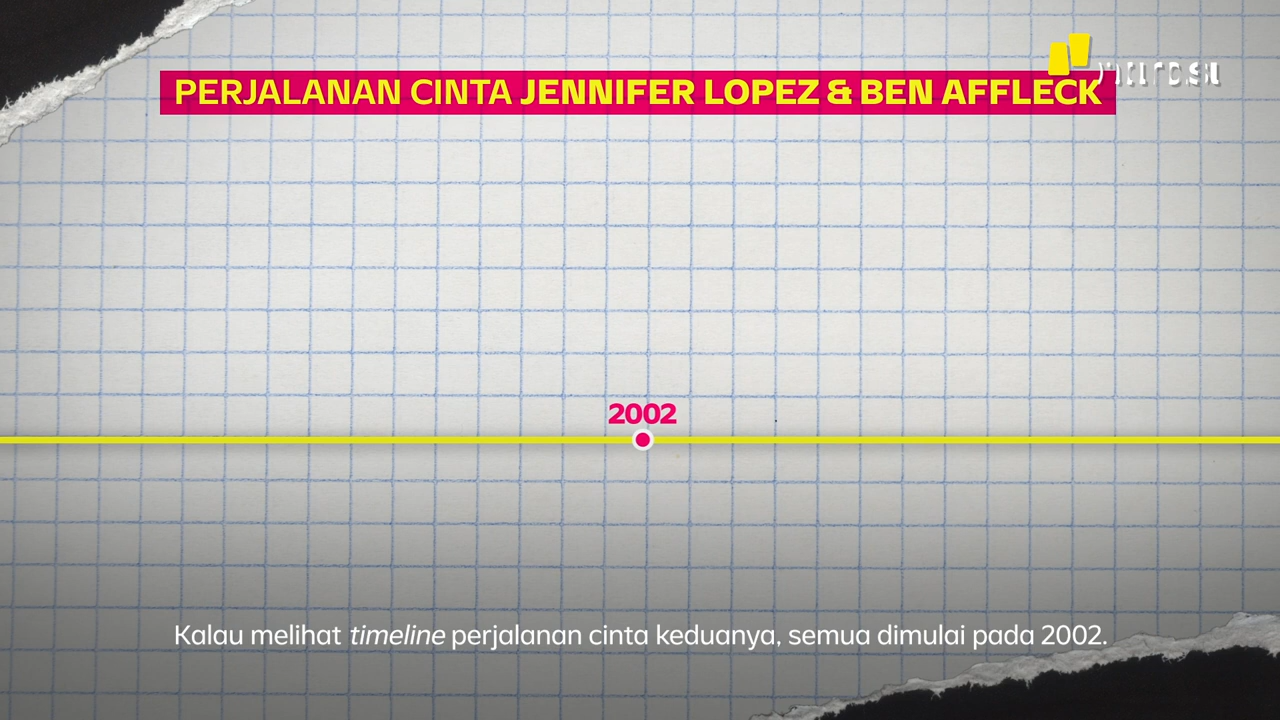 PERJALANAN CINTA JENNIFER LOPEZ & BEN AFFLECK
2002
Kalau melihat timeline perjalanan cinta keduanya, semua dimulai pada 2002.